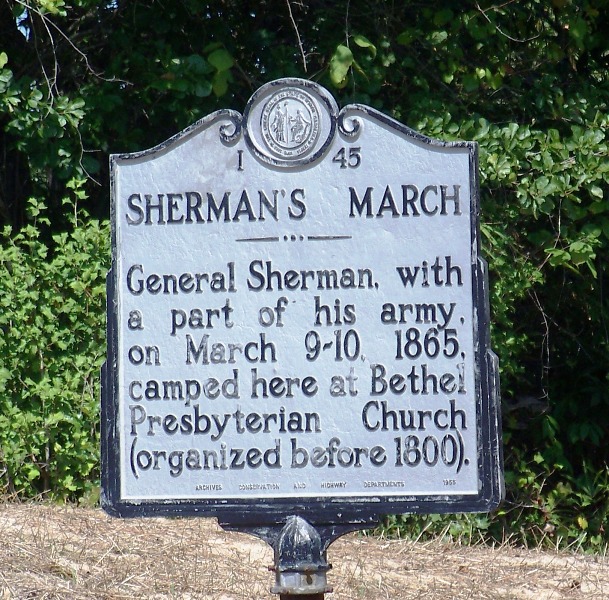 I 45
SHERMAN'S MARCH
General Sherman, with
a part of his army,
on March 9-10, 1865,
camped here at Bethel
Presbyterian Church
(organized before 1800).
ARCHIVES CONSERVATION AND HIGHWAY DEPARTMENTS 1955